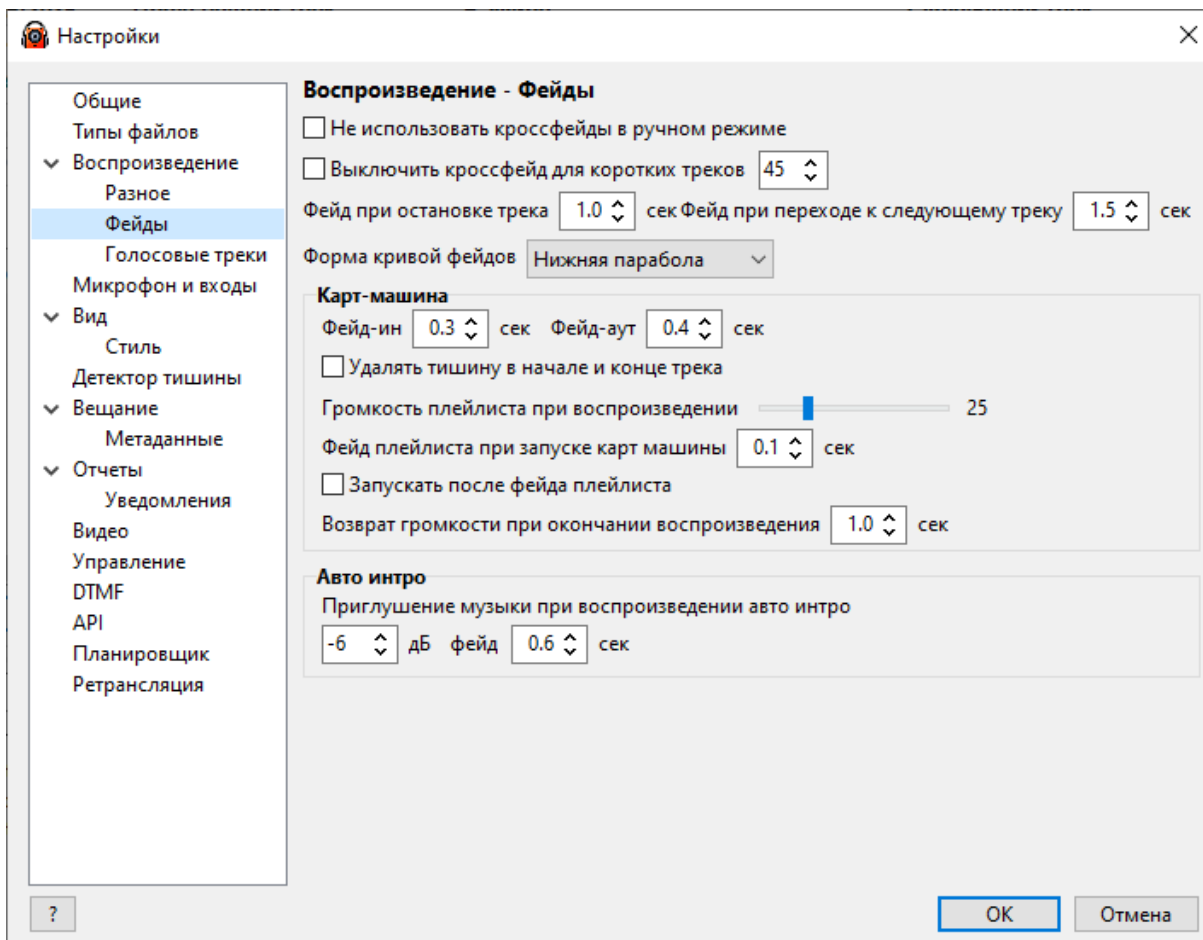 Настройки
Общие
Типы файлов
Воспроизведение
Разное
Фейды
Голосовые треки
Микрофон и входы
Вид
Стиль
Детектор тишины
Вещание
Метаданные
Отчеты
Уведомления
Видео
Управление
DTMF
API
Планировщик
Ретрансляция
Воспроизведение - Фейды
Не использовать кроссфейды в ручном режиме
Выключить кроссфейд для коротких треков 45
Фейд при остановке трека 1.0 сек Фейд при переходе к следующему треку 1.5 сек
Форма кривой фейдов Нижняя парабола
Карт-машина
Фейд-ин 0.3 сек Фейд-аут 0.4 сек
Удалять тишину в начале и конце трека
Громкость плейлиста при воспроизведении 25
Фейд плейлиста при запуске карт машины 0.1 сек
Запускать после фейда плейлиста
Возврат громкости при окончании воспроизведения 1.0 сек
Авто интро
Приглушение музыки при воспроизведении авто интро
-6 дБ фейд 0.6 сек
? OK Отмена